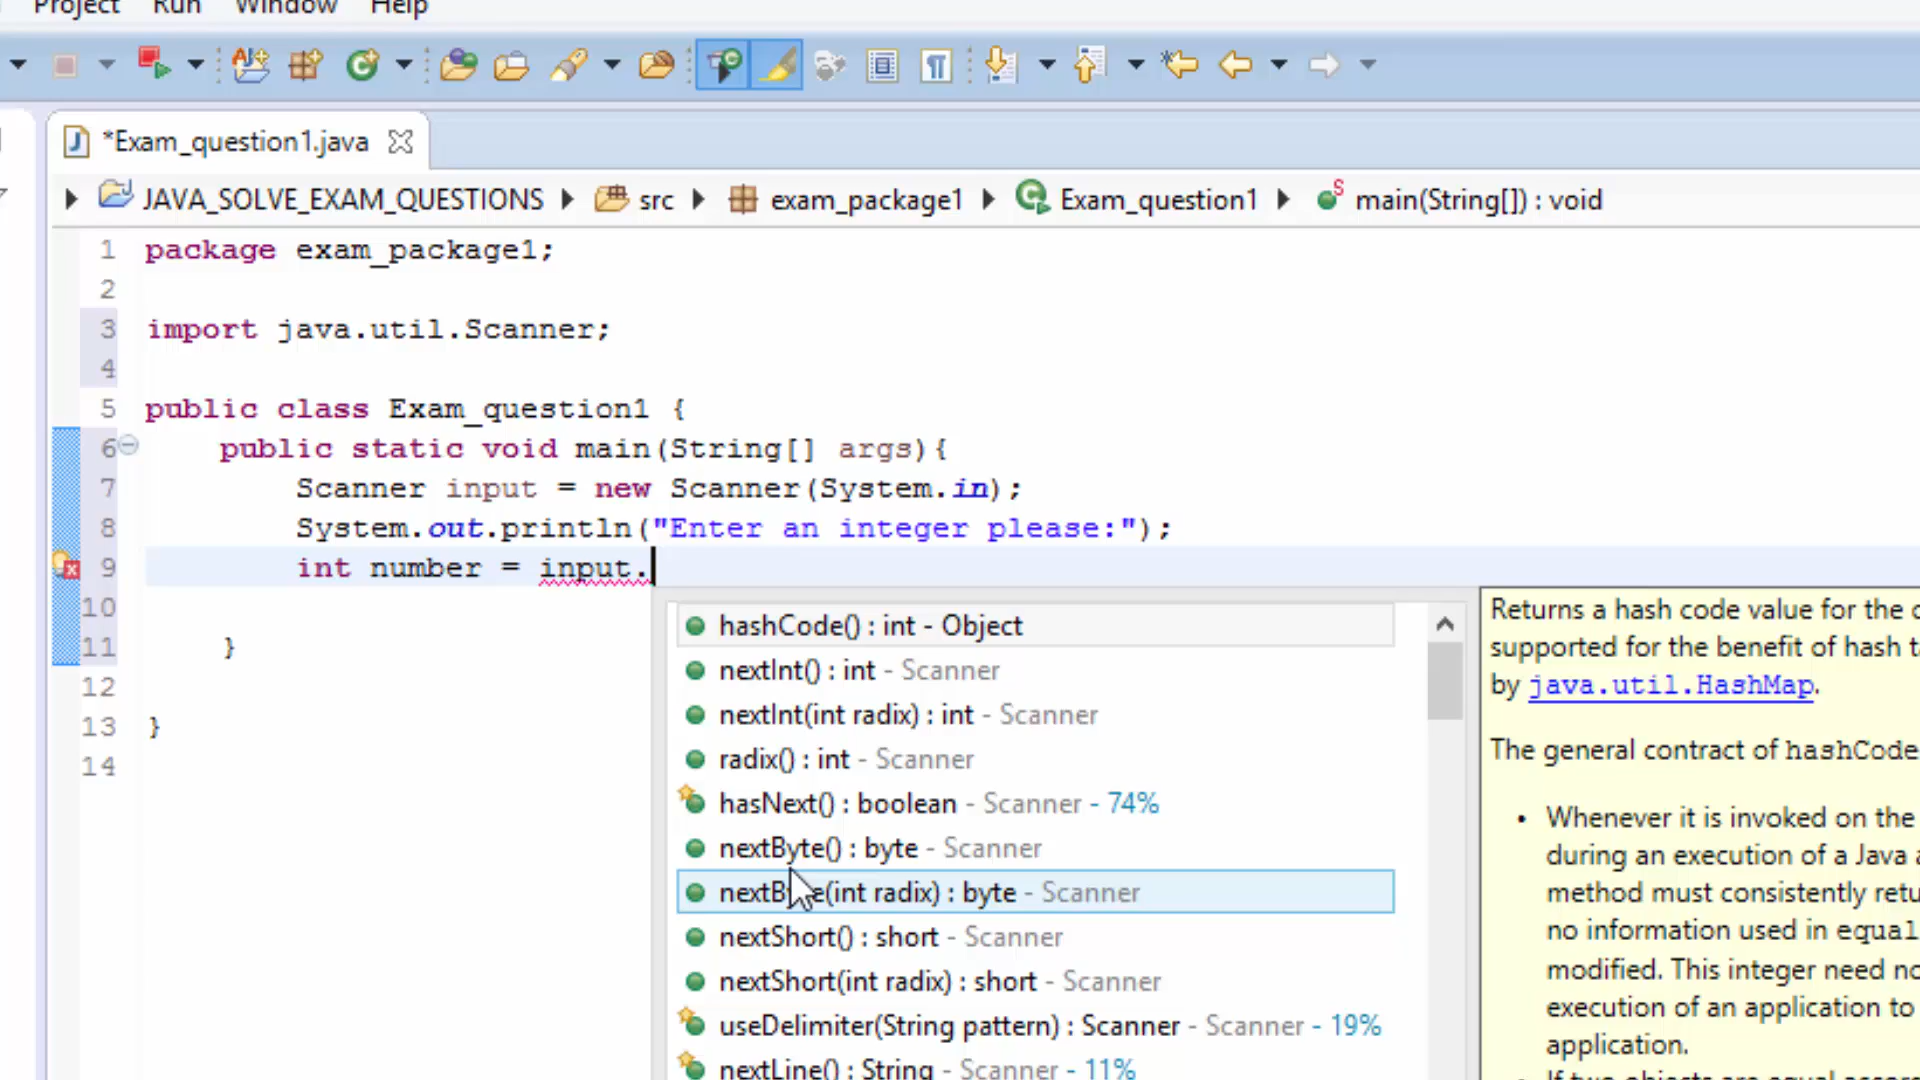 Project Run Window Help
*Exam_question1.java
JAVA_SOLVE_EXAM_QUESTIONS src exam_package1 Exam_question1 main(String[]) : void
1 package exam_package1;
2
3 import java.util.Scanner;
4
5 public class Exam_question1 {
6 public static void main(String[] args){
7 Scanner input = new Scanner(System.in);
8 System.out.println("Enter an integer please:");
9 int number = input.
10
11 }
12
13 }
14
hashCode() : int - Object
nextInt() : int - Scanner
nextInt(int radix) : int - Scanner
radix() : int - Scanner
hasNext() : boolean - Scanner - 74%
nextByte() : byte - Scanner
nextByte(int radix) : byte - Scanner
nextShort() : short - Scanner
nextShort(int radix) : short - Scanner
useDelimiter(String pattern) : Scanner - Scanner - 19%
nextLine() : String - Scanner - 11%
Returns a hash code value for the
supported for the benefit of hash
by java.util.HashMap.
The general contract of hashCode
• Whenever it is invoked on the
during an execution of a Java
method must consistently
no information used in equal
modified. This integer need
execution of an application to
application.